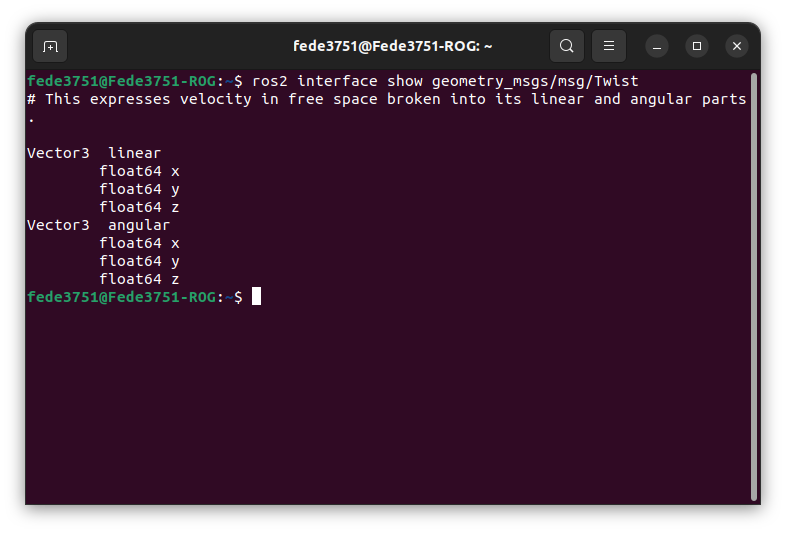 fede3751@Fede3751-ROG: ~
fede3751@Fede3751-ROG:~$ ros2 interface show geometry_msgs/msg/Twist
# This expresses velocity in free space broken into its linear and angular parts
.
Vector3  linear
        float64 x
        float64 y
        float64 z
Vector3  angular
        float64 x
        float64 y
        float64 z
fede3751@Fede3751-ROG:~$